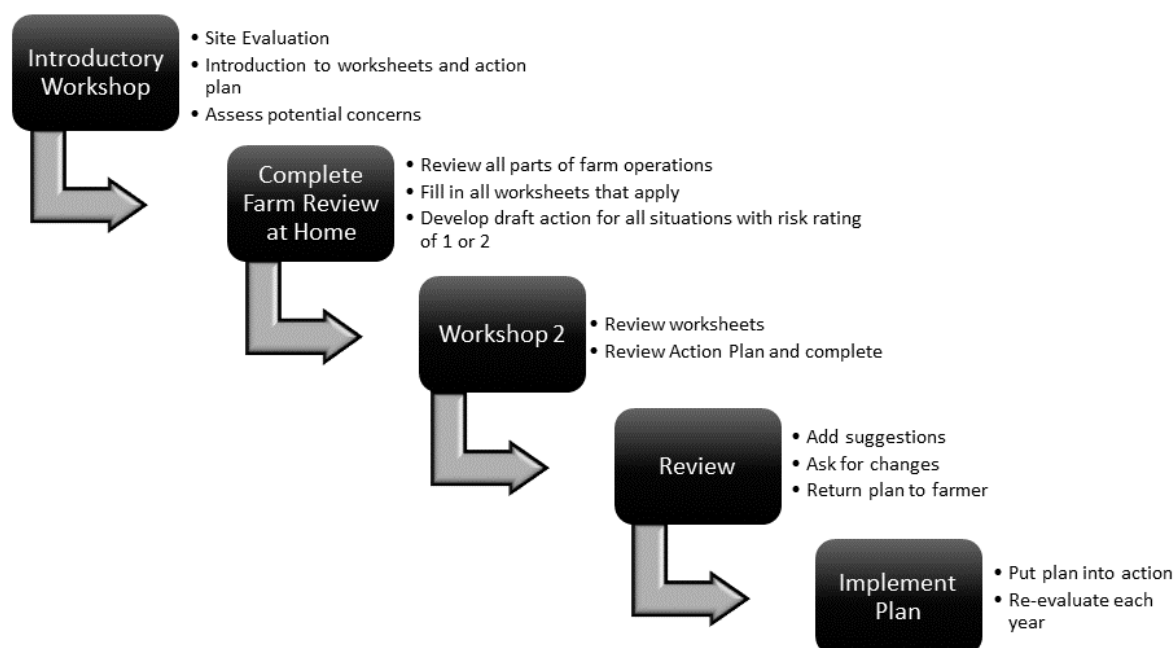 Introductory
Workshop
• Site Evaluation
• Introduction to worksheets and action
plan
• Assess potential concerns
Complete
Farm Review
at Home
• Review all parts of farm operations
• Fill in all worksheets that apply
• Develop draft action for all situations with risk rating
of 1 or 2
Workshop 2
• Review worksheets
• Review Action Plan and complete
Review
• Add suggestions
• Ask for changes
• Return plan to farmer
Implement
Plan
• Put plan into action
• Re-evaluate each
year